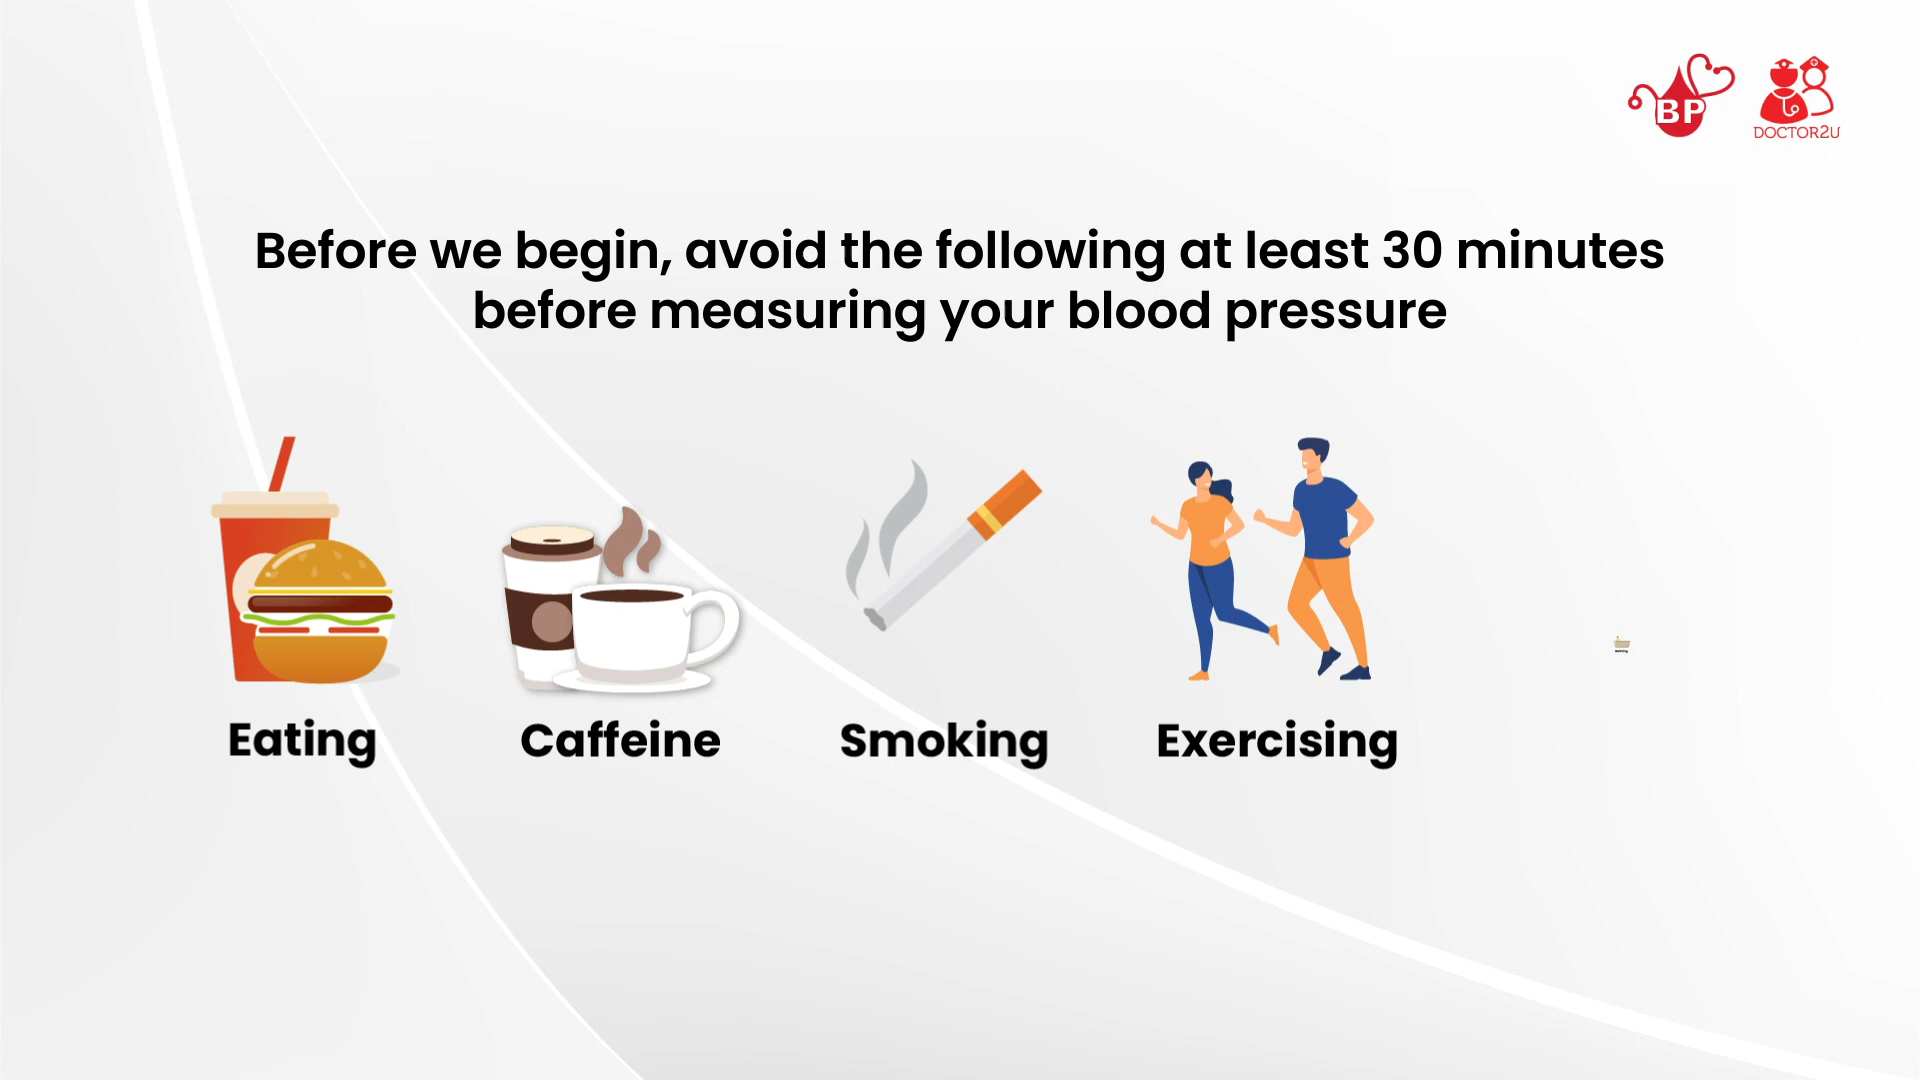 BP
DOCTOR2U
Before we begin, avoid the following at least 30 minutes
before measuring your blood pressure
Eating
Caffeine
Smoking
Exercising